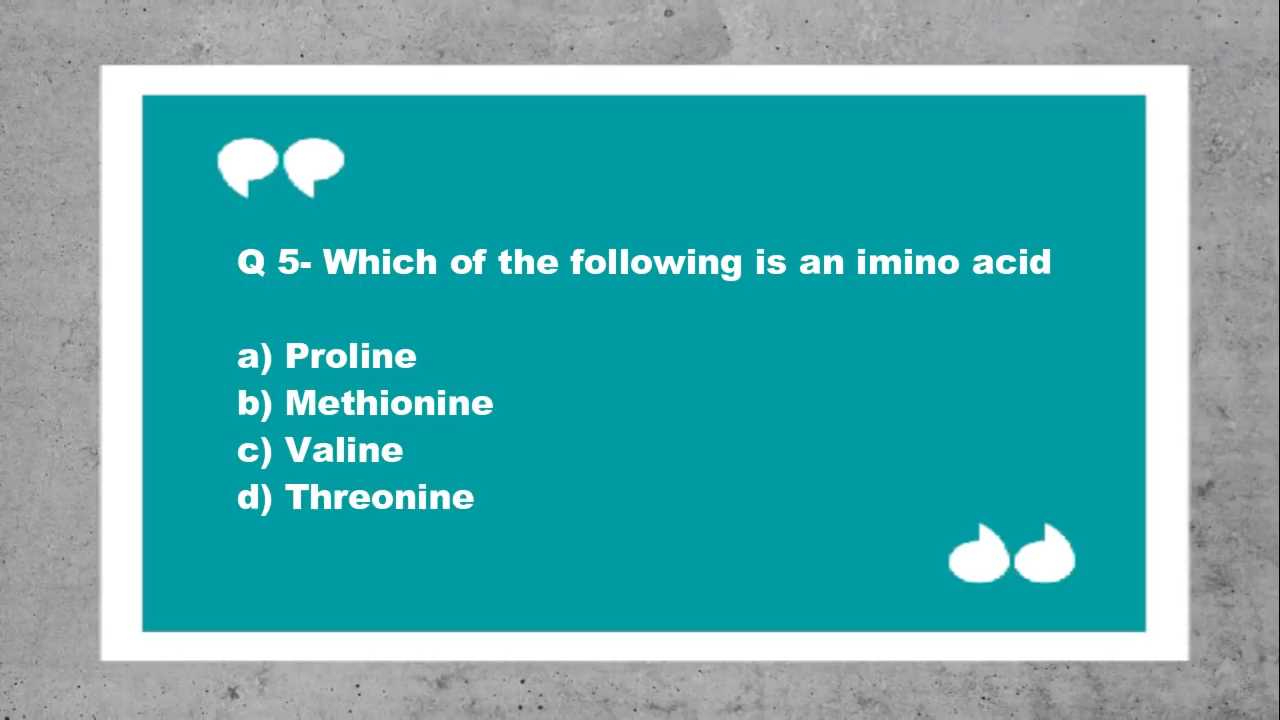 Q 5- Which of the following is an imino acid
a) Proline
b) Methionine
c) Valine
d) Threonine